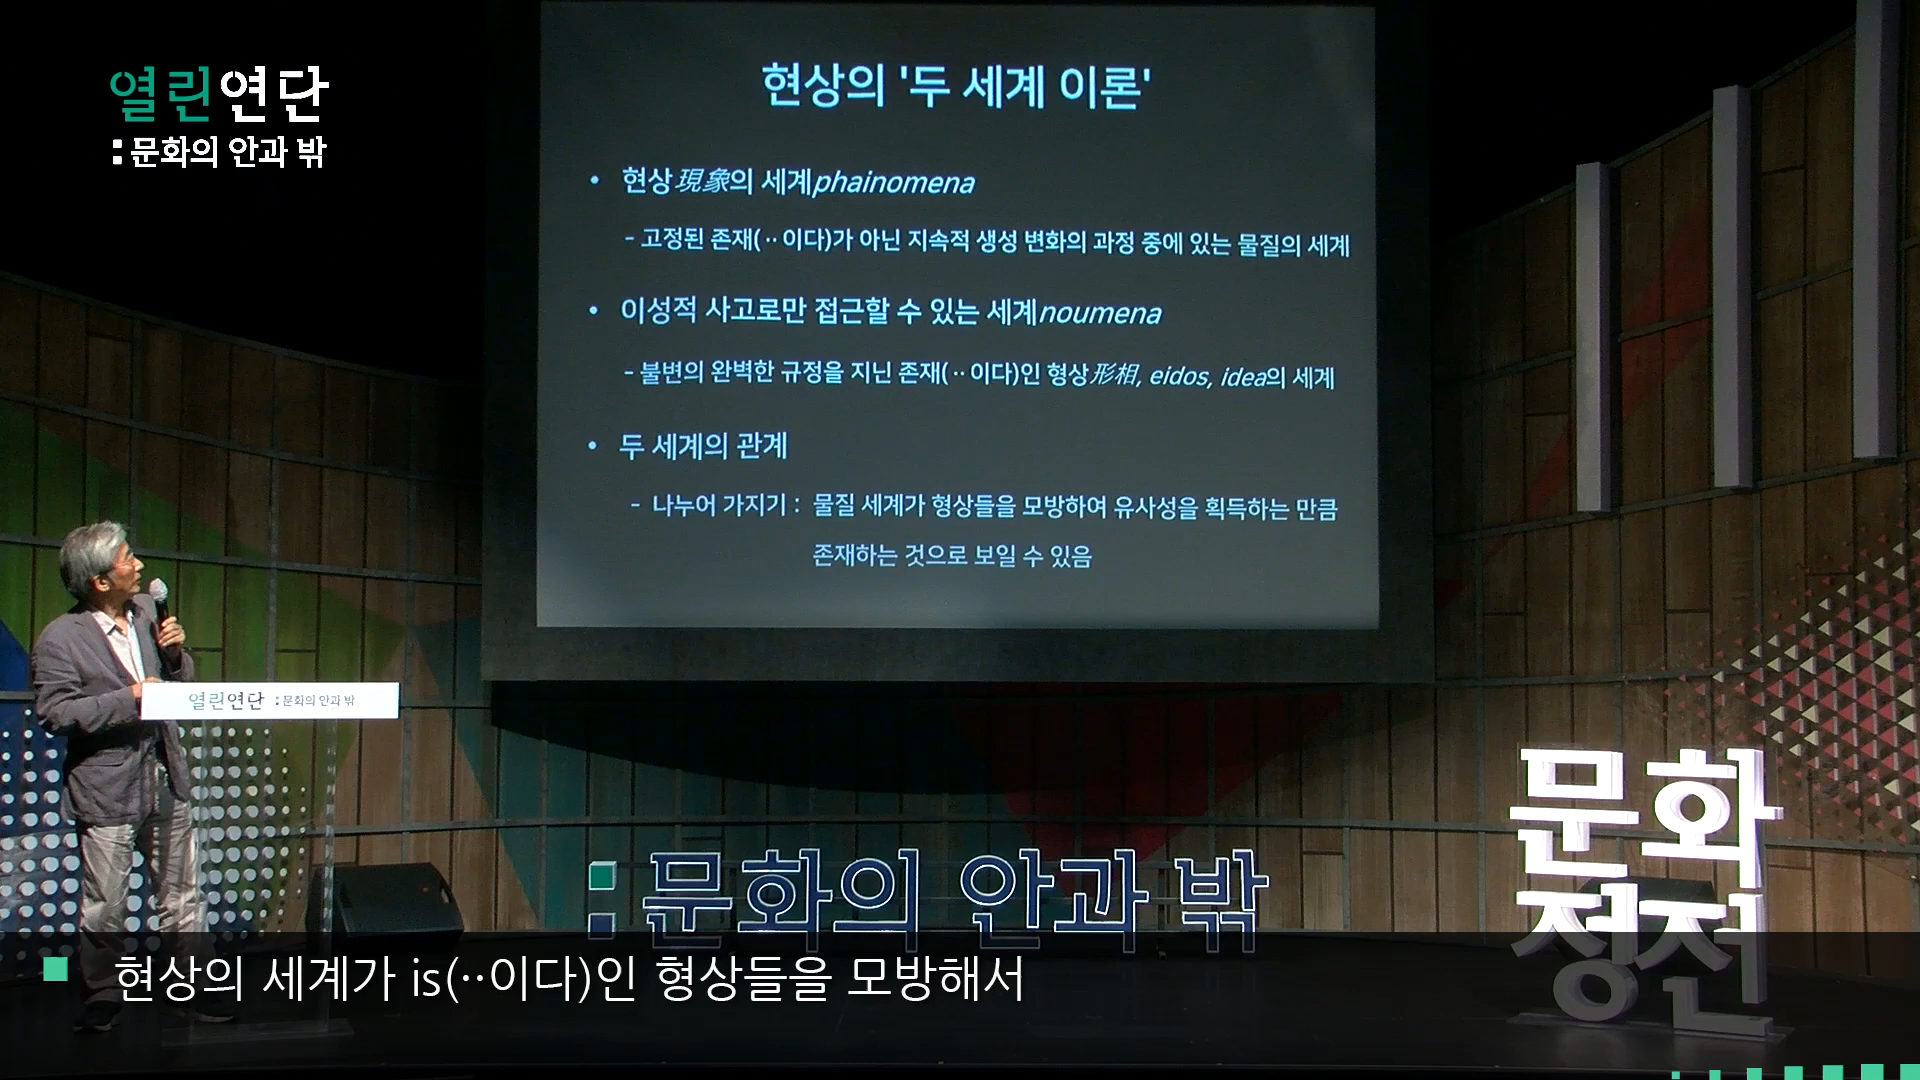 열린연단
:문화의 안과 밖
현상의 '두 세계 이론'
• 현상現象의 세계phainomena
- 고정된 존재(··이다)가 아닌 지속적 생성 변화의 과정 중에 있는 물질의 세계
• 이성적 사고로만 접근할 수 있는 세계noumena
- 불변의 완벽한 규정을 지닌 존재(··이다)인 형상形相, eidos, idea의 세계
• 두 세계의 관계
- 나누어 가지기 : 물질 세계가 형상들을 모방하여 유사성을 획득하는 만큼
존재하는 것으로 보일 수 있음
열린연단 :문화의 안과 밖
:문화의 안과 밖
문화
정전
현상의 세계가 is(··이다)인 형상들을 모방해서